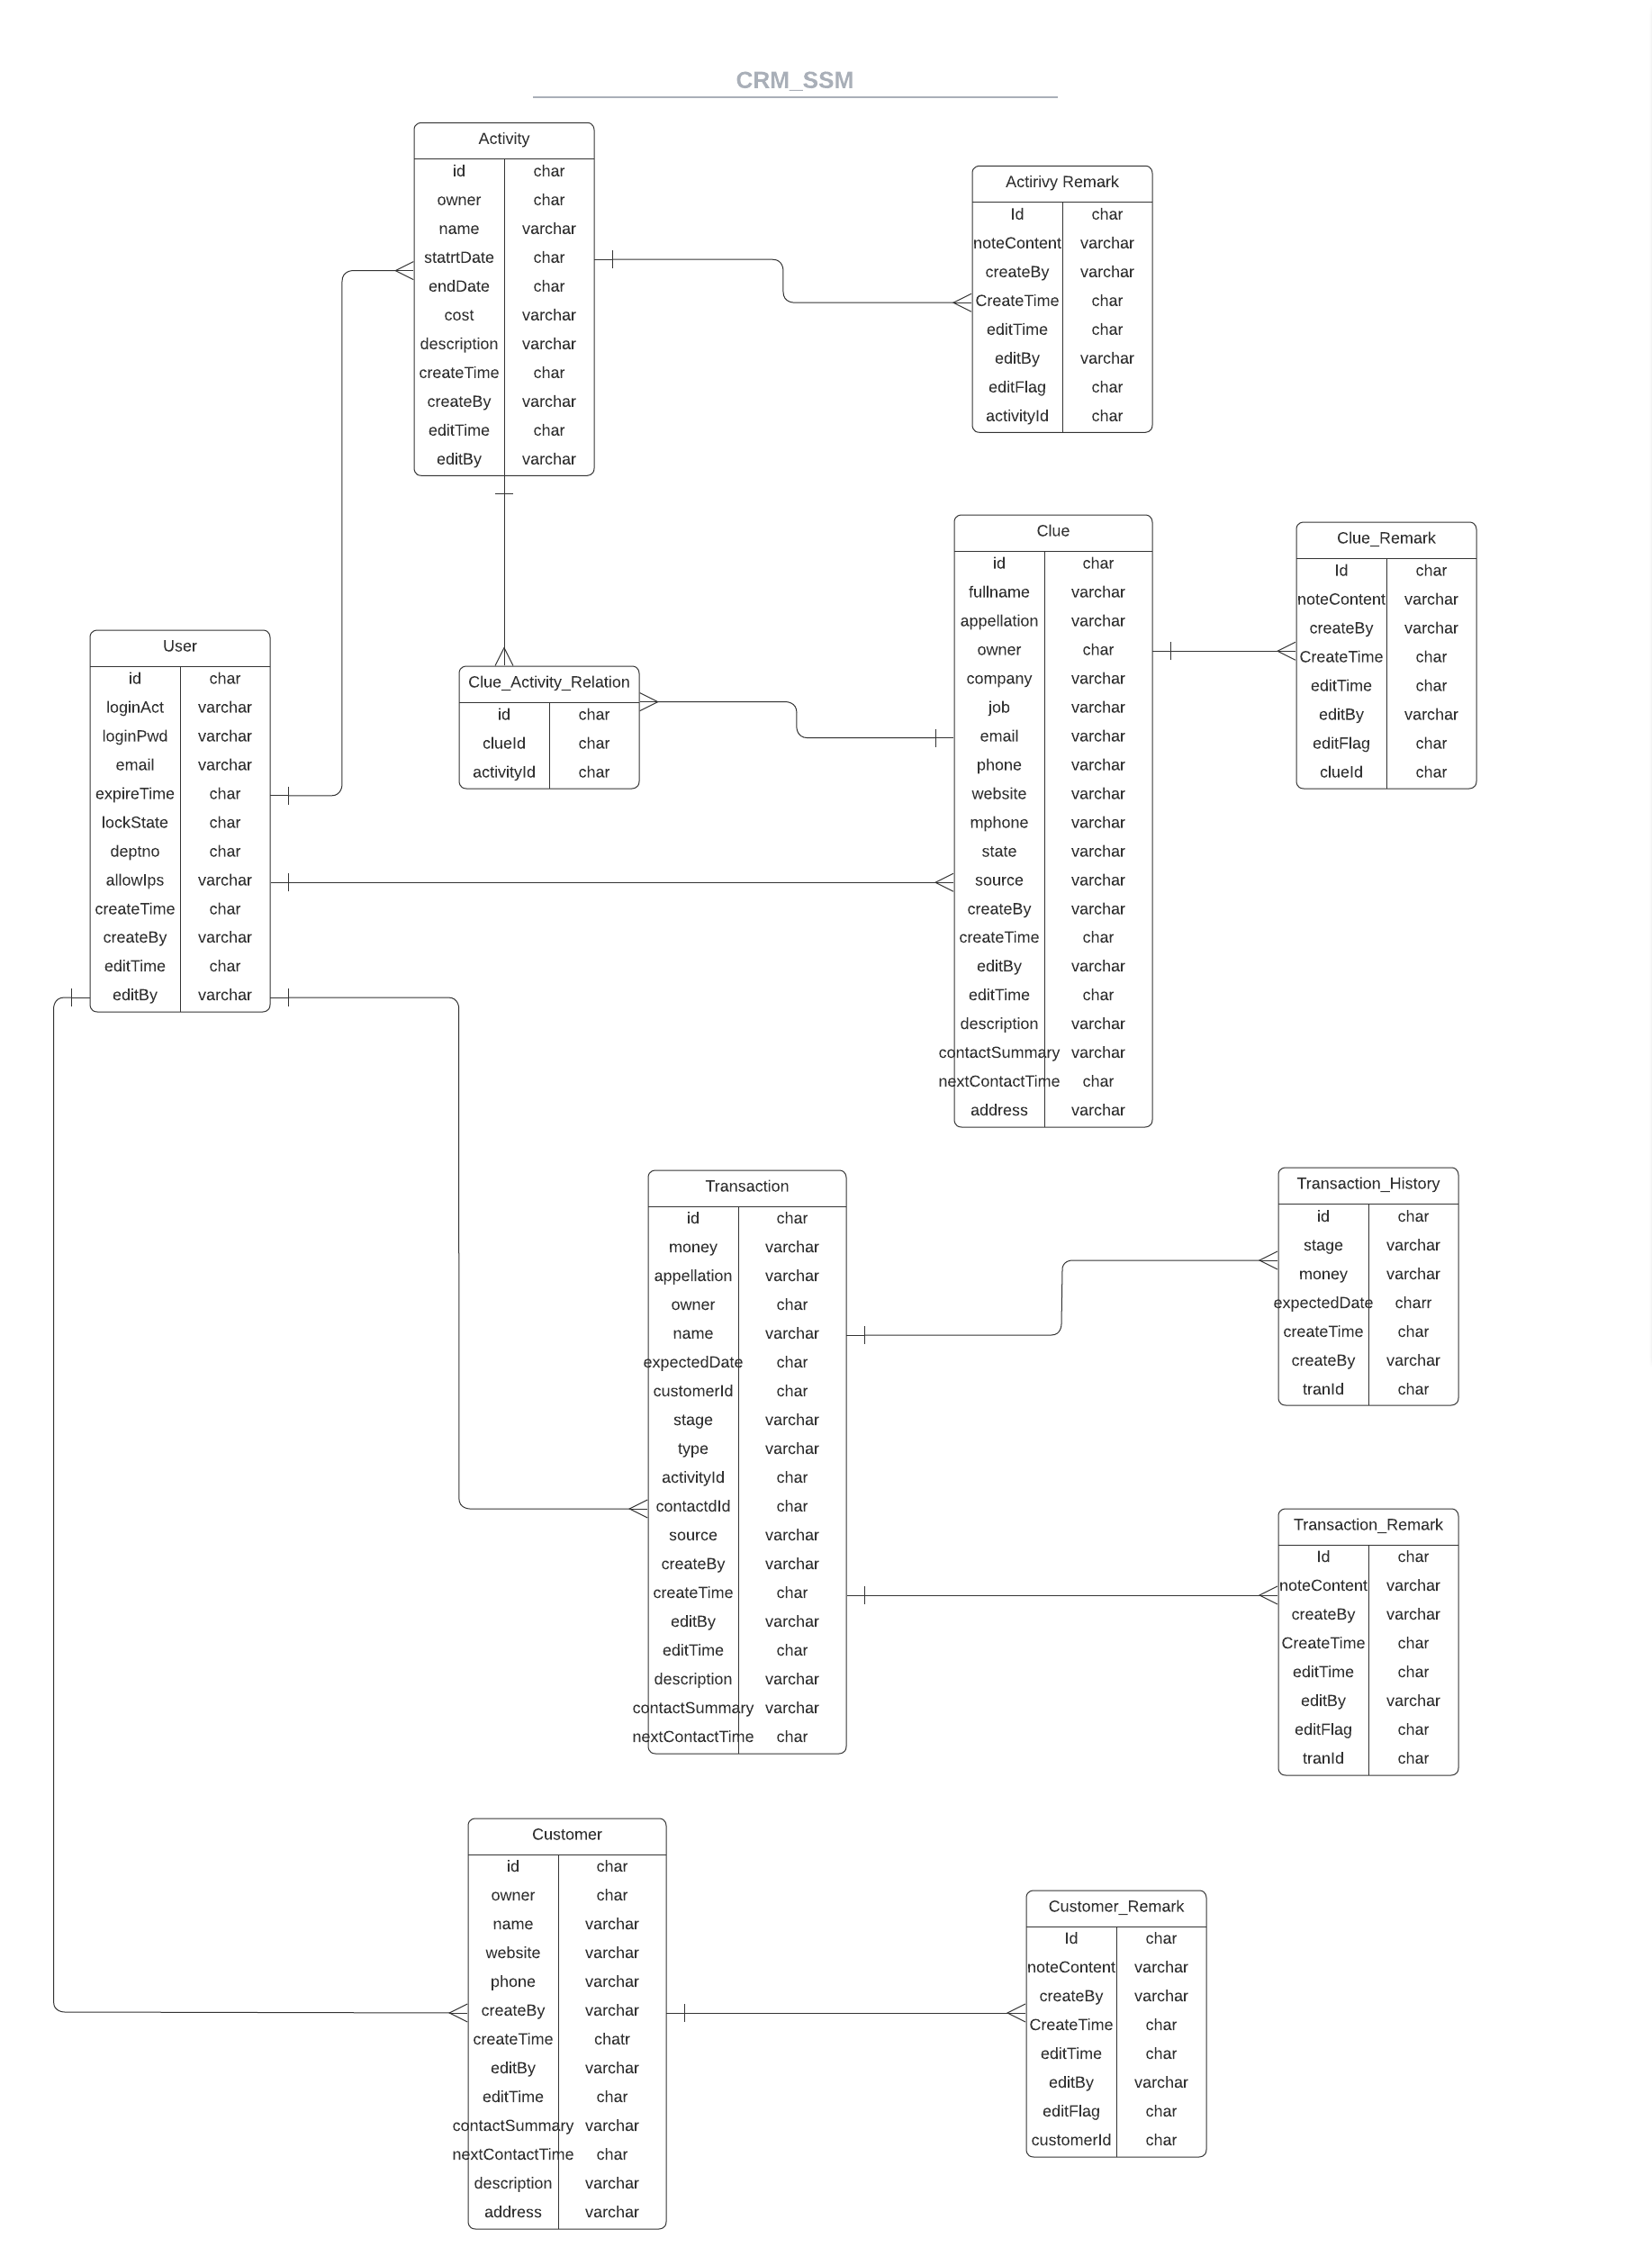 CRM_SSM
Activity
id char
owner char
name varchar
statrtDate char
endDate char
cost varchar
description varchar
createTime char
createBy varchar
editTime char
editBy varchar
Actirivy Remark
Id char
noteContent varchar
createBy varchar
CreateTime char
editTime char
editBy varchar
editFlag char
activityId char
Clue
id char
fullname varchar
appellation varchar
owner char
company varchar
job varchar
email varchar
phone varchar
website varchar
mphone varchar
state varchar
source varchar
createBy varchar
createTime char
editBy varchar
editTime char
description varchar
contactSummary varchar
nextContactTime char
address varchar
Clue_Remark
Id char
noteContent varchar
createBy varchar
CreateTime char
editTime char
editBy varchar
editFlag char
clueId char
User
id char
loginAct varchar
loginPwd varchar
email varchar
expireTime char
lockState char
deptno char
allowIps varchar
createTime char
createBy varchar
editTime char
editBy varchar
Clue_Activity_Relation
id char
clueId char
activityId char
Transaction
id char
money varchar
appellation varchar
owner char
name varchar
expectedDate char
customerId char
stage varchar
type varchar
activityId char
contactdId char
source varchar
createBy varchar
createTime char
editBy varchar
editTime char
description varchar
contactSummary varchar
nextContactTime char
Transaction_History
id char
stage varchar
money varchar
expectedDate charr
createTime char
createBy varchar
tranId char
Transaction_Remark
Id char
noteContent varchar
createBy varchar
CreateTime char
editTime char
editBy varchar
editFlag char
tranId char
Customer
id char
owner char
name varchar
website varchar
phone varchar
createBy varchar
createTime chatr
editBy varchar
editTime char
contactSummary varchar
nextContactTime char
description varchar
address varchar
Customer_Remark
Id char
noteContent varchar
createBy varchar
CreateTime char
editTime char
editBy varchar
editFlag char
customerId char